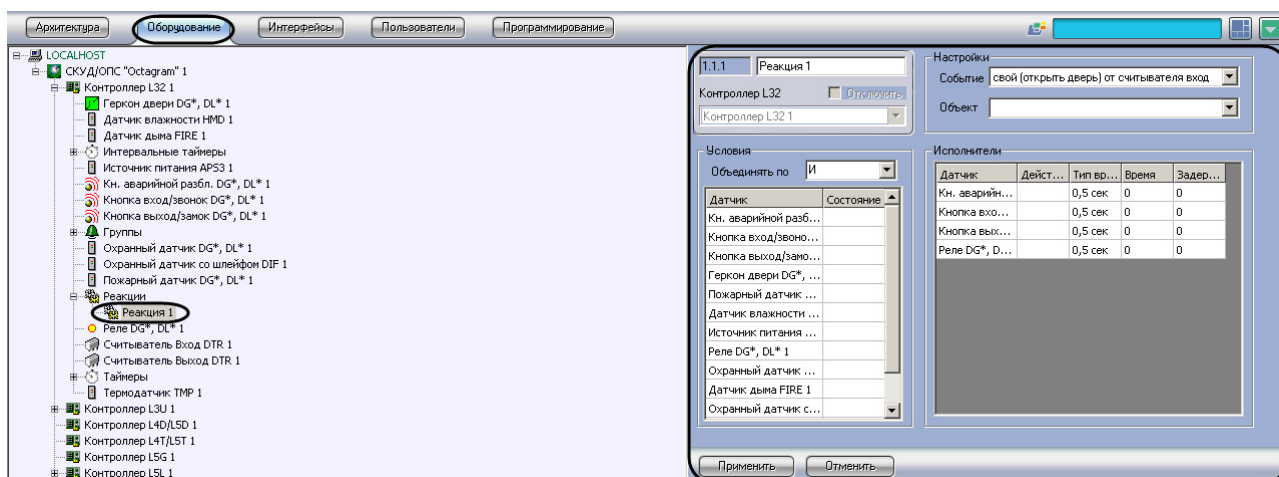 Архитектура Оборудование Интерфейсы Пользователи Программирование
LOCALHOST
СКУД/ОПС "Octagram" 1
Контроллер L32 1
Геркон двери DG*, DL* 1
Датчик влажности HMD 1
Датчик дыма FIRE 1
Интервальные таймеры
Источник питания APS3 1
Кн. аварийной разбл. DG*, DL* 1
Кнопка вход/звонок DG*, DL* 1
Кнопка выход/замок DG*, DL* 1
Группы
Охранный датчик DG*, DL* 1
Охранный датчик со шлейфом DIF 1
Пожарный датчик DG*, DL* 1
Реакции
Реакция 1
Реле DG*, DL* 1
Считыватель Вход DTR 1
Считыватель Выход DTR 1
Таймеры
Термодатчик TMP 1
Контроллер L3U 1
Контроллер L4D/L5D 1
Контроллер L4T/L5T 1
Контроллер L5G 1
Контроллер L5L 1
1.1.1 Реакция 1
Контроллер L32 Отключить
Контроллер L32 1
Настройки
Событие свой (открыть дверь) от считывателя вход
Объект
Условия
Объединять по И
Датчик Состояние
Кн. аварийной разб...
Кнопка вход/звоно...
Кнопка выход/замо...
Геркон двери DG*, ...
Пожарный датчик ...
Датчик влажности ...
Источник питания ...
Реле DG*, DL* 1
Охранный датчик ...
Датчик дыма FIRE 1
Охранный датчик с...
Исполнители
Датчик Дейст... Тип вр... Время Задер...
Кн. аварийн... 0,5 сек 0 0
Кнопка вхо... 0,5 сек 0 0
Кнопка вых... 0,5 сек 0 0
Реле DG*, D... 0,5 сек 0 0
Применить Отменить